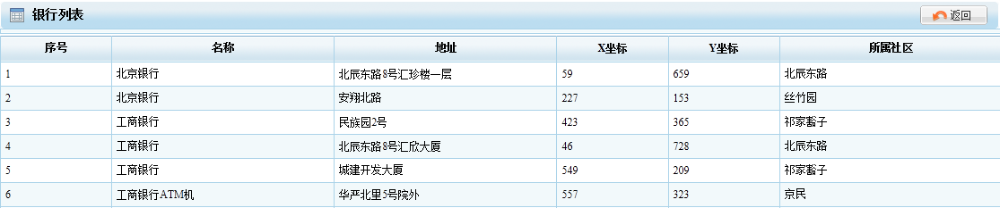 银行列表 返回
序号 名称 地址 X坐标 Y坐标 所属社区
1 北京银行 北辰东路8号汇珍楼一层 59 659 北辰东路
2 北京银行 安翔北路 227 153 丝竹园
3 工商银行 民族园2号 423 365 祁家豁子
4 工商银行 北辰东路8号汇欣大厦 46 728 北辰东路
5 工商银行 城建开发大厦 549 209 祁家豁子
6 工商银行ATM机 华严北里5号院外 557 323 京民